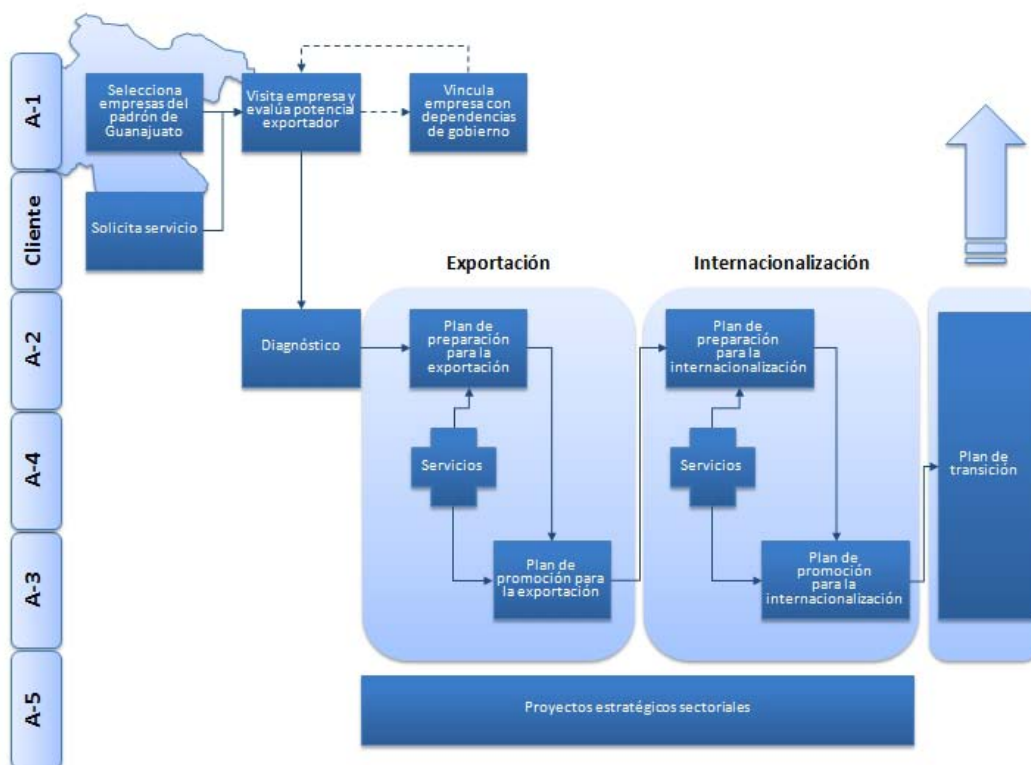 A-1
Selecciona
empresas del
padrón de
Guanajuato
Visita empresa y
evalúa potencial
exportador
Vincula
empresa con
dependencias
de gobierno
Cliente
Solicita servicio
Exportación
Internacionalización
A-2
Diagnóstico
Plan de
preparación
para la
exportación
Plan de
preparación
para la
internacionalización
A-4
Servicios
Servicios
Plan de
transición
A-3
Plan de
promoción para
la exportación
Plan de
promoción
para la
internacionalización
A-5
Proyectos estratégicos sectoriales